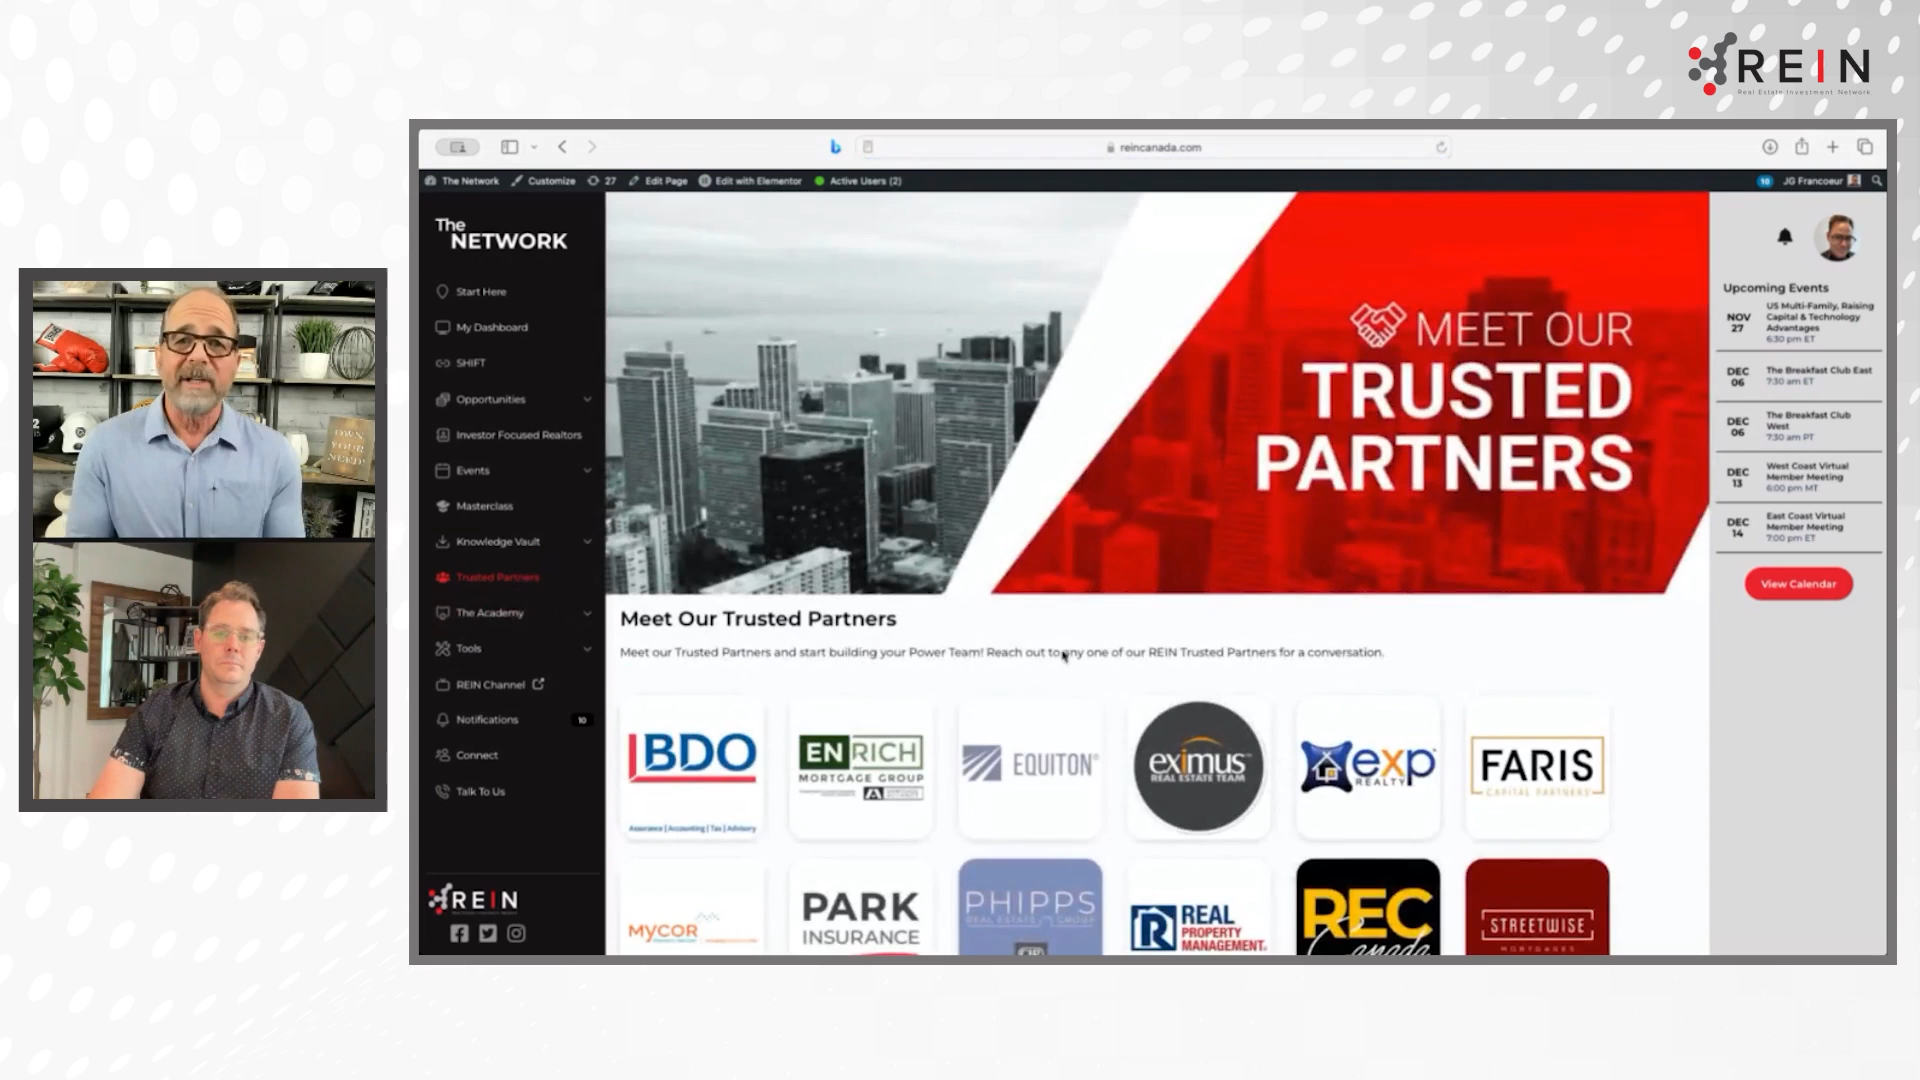 REIN
Real Estate Investment Network
reincanada.com
The Network
Customize
27
Edit Page
Edit with Elementor
Active Users (2)
10
JG Francoeur
The
NETWORK
Start Here
My Dashboard
SHIFT
Opportunities
Investor Focused Realtors
Events
Masterclass
Knowledge Vault
Trusted Partners
The Academy
Tools
REIN Channel
Notifications
10
Connect
Talk To Us
REIN
MEET OUR
TRUSTED
PARTNERS
Meet Our Trusted Partners
Meet our Trusted Partners and start building your Power Team! Reach out to any one of our REIN Trusted Partners for a conversation.
BDO
Assurance | Accounting | Tax | Advisory
ENRICH
MORTGAGE GROUP
EQUITON
eximus
REAL ESTATE TEAM
exp
REALTY
FARIS
CAPITAL PARTNERS
MYCOR
PARK
INSURANCE
PHIPPS
REAL ESTATE GROUP
REAL
PROPERTY
MANAGEMENT
REC
Canada
STREETWISE
MORTGAGES
Upcoming Events
NOV
27
US Multi-Family, Raising
Capital & Technology
Advantages
6:30 pm ET
DEC
06
The Breakfast Club East
7:30 am ET
DEC
06
The Breakfast Club
West
7:30 am PT
DEC
13
West Coast Virtual
Member Meeting
6:00 pm MT
DEC
14
East Coast Virtual
Member Meeting
7:00 pm ET
View Calendar